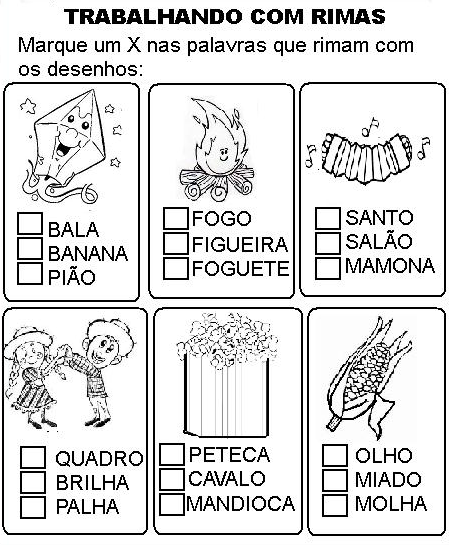 TRABALHANDO COM RIMAS
Marque um X nas palavras que rimam com
os desenhos:
BALA
BANANA
PIÃO
FOGO
FIGUEIRA
FOGUETE
SANTO
SALÃO
MAMONA
QUADRO
BRILHA
PALHA
PETECA
CAVALO
MANDIOCA
OLHO
MIADO
MOLHA